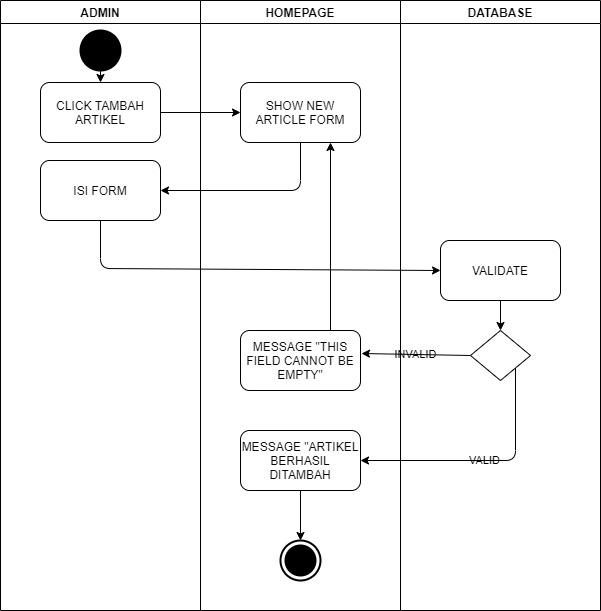 ADMIN
HOMEPAGE
DATABASE
CLICK TAMBAH
ARTIKEL
SHOW NEW
ARTICLE FORM
ISI FORM
VALIDATE
MESSAGE "THIS
FIELD CANNOT BE
EMPTY"
INVALID
MESSAGE "ARTIKEL
BERHASIL
DITAMBAH
VALID